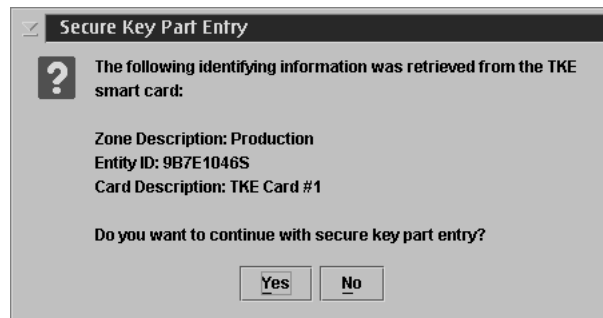 Secure Key Part Entry
The following identifying information was retrieved from the TKE
smart card:
Zone Description: Production
Entity ID: 9B7E1046S
Card Description: TKE Card #1
Do you want to continue with secure key part entry?
Yes No